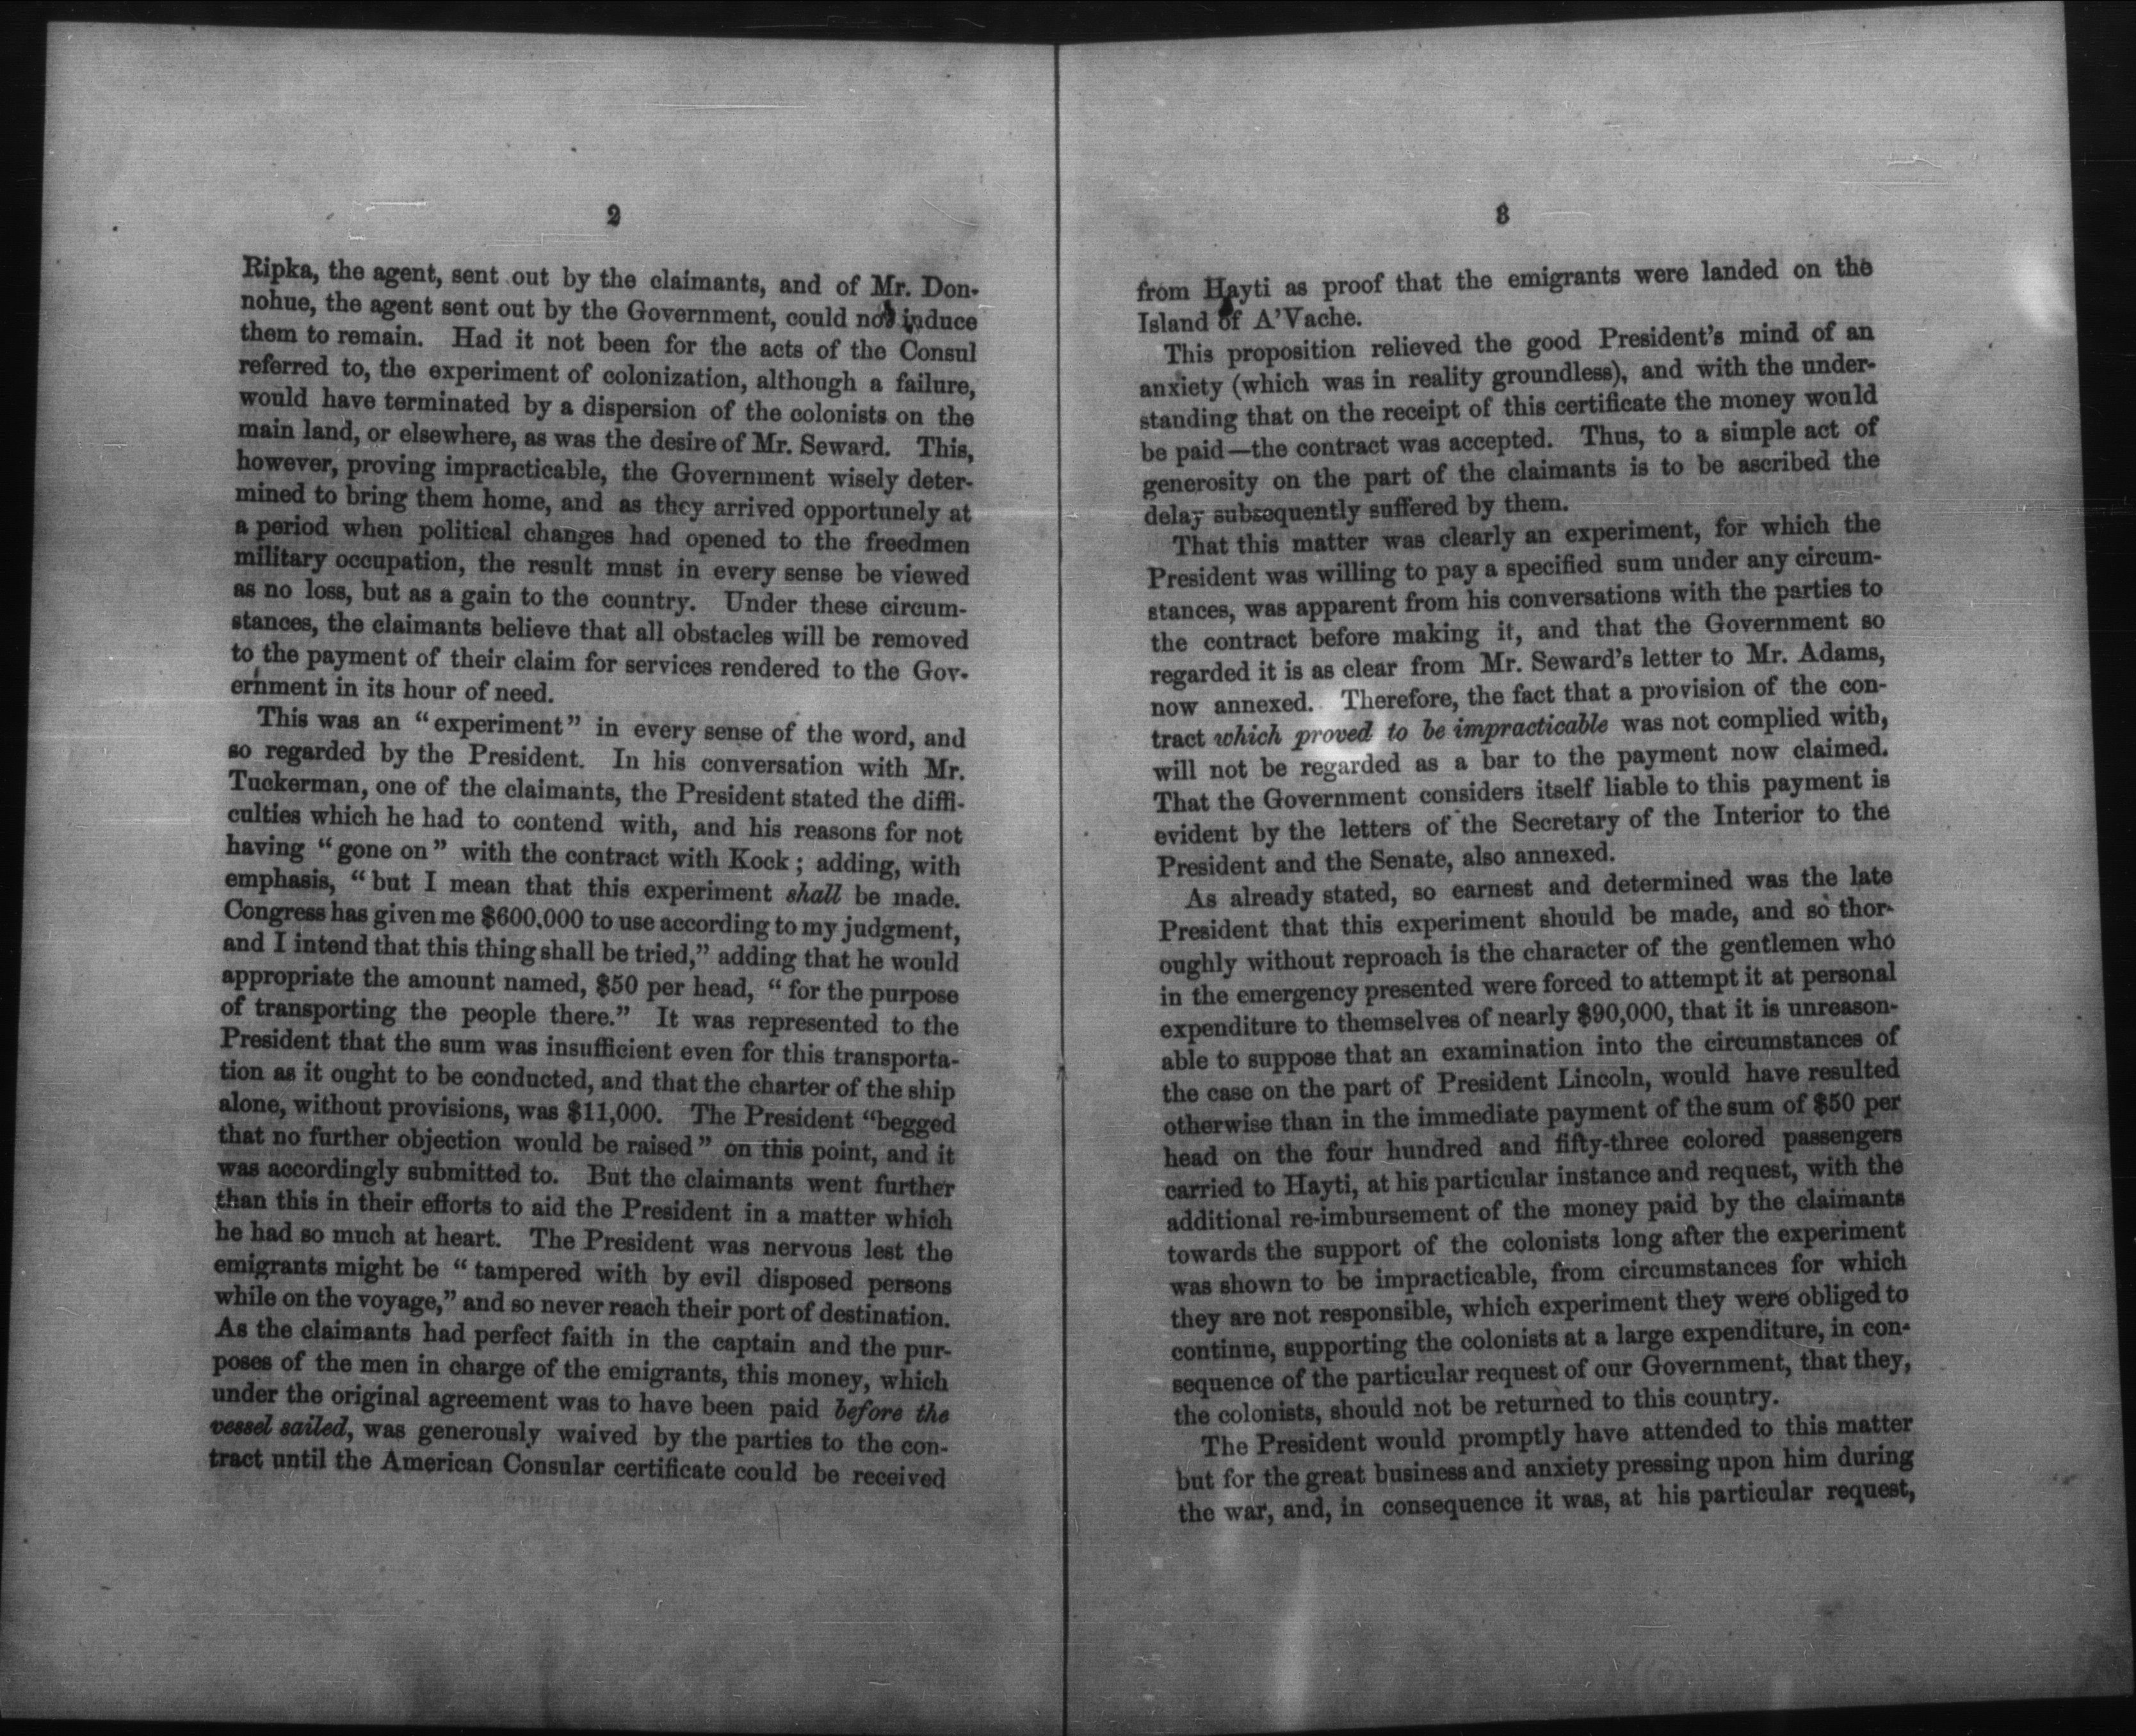 2
Ripka, the agent, sent out by the claimants, and of Mr. Don-
nohue, the agent sent out by the Government, could not induce
them to remain. Had it not been for the acts of the Consul
referred to, the experiment of colonization, although a failure,
would have terminated by a dispersion of the colonists on the
main land, or elsewhere, as was the desire of Mr. Seward. This,
however, proving impracticable, the Government wisely deter-
mined to bring them home, and as they arrived opportunely at
a period when political changes had opened to the freedmen
military occupation, the result must in every sense be viewed
as no loss, but as a gain to the country. Under these circum-
stances, the claimants believe that all obstacles will be removed
to the payment of their claim for services rendered to the Gov-
ernment in its hour of need.
This was an "experiment" in every sense of the word, and
so regarded by the President. In his conversation with Mr.
Tuckerman, one of the claimants, the President stated the diffi-
culties which he had to contend with, and his reasons for not
having "gone on" with the contract with Kock; adding, with
emphasis, "but I mean that this experiment shall be made.
Congress has given me $600,000 to use according to my judgment,
and I intend that this thing shall be tried," adding that he would
appropriate the amount named, $50 per head, "for the purpose
of transporting the people there." It was represented to the
President that the sum was insufficient even for this transporta-
tion as it ought to be conducted, and that the charter of the ship
alone, without provisions, was $11,000. The President "begged
that no further objection would be raised" on this point, and it
was accordingly submitted to. But the claimants went further
than this in their efforts to aid the President in a matter which
he had so much at heart. The President was nervous lest the
emigrants might be "tampered with by evil disposed persons
while on the voyage," and so never reach their port of destination.
As the claimants had perfect faith in the captain and the pur-
poses of the men in charge of the emigrants, this money, which
under the original agreement was to have been paid before the
vessel sailed, was generously waived by the parties to the con-
tract until the American Consular certificate could be received
3
from Hayti as proof that the emigrants were landed on the
Island of A'Vache.
This proposition relieved the good President's mind of an
anxiety (which was in reality groundless), and with the under-
standing that on the receipt of this certificate the money would
be paid—the contract was accepted. Thus, to a simple act of
generosity on the part of the claimants is to be ascribed the
delay subsequently suffered by them.
That this matter was clearly an experiment, for which the
President was willing to pay a specified sum under any circum-
stances, was apparent from his conversations with the parties to
the contract before making it, and that the Government so
regarded it is as clear from Mr. Seward's letter to Mr. Adams,
now annexed. Therefore, the fact that a provision of the con-
tract which proved to be impracticable was not complied with,
will not be regarded as a bar to the payment now claimed.
That the Government considers itself liable to this payment is
evident by the letters of the Secretary of the Interior to the
President and the Senate, also annexed.
As already stated, so earnest and determined was the late
President that this experiment should be made, and so thor-
oughly without reproach is the character of the gentlemen who
in the emergency presented were forced to attempt it at personal
expenditure to themselves of nearly $90,000, that it is unreason-
able to suppose that an examination into the circumstances of
the case on the part of President Lincoln, would have resulted
otherwise than in the immediate payment of the sum of $50 per
head on the four hundred and fifty-three colored passengers
carried to Hayti, at his particular instance and request, with the
additional re-imbursement of the money paid by the claimants
towards the support of the colonists long after the experiment
was shown to be impracticable, from circumstances for which
they are not responsible, which experiment they were obliged to
continue, supporting the colonists at a large expenditure, in con-
sequence of the particular request of our Government, that they,
the colonists, should not be returned to this country.
The President would promptly have attended to this matter
but for the great business and anxiety pressing upon him during
the war, and, in consequence it was, at his particular request,